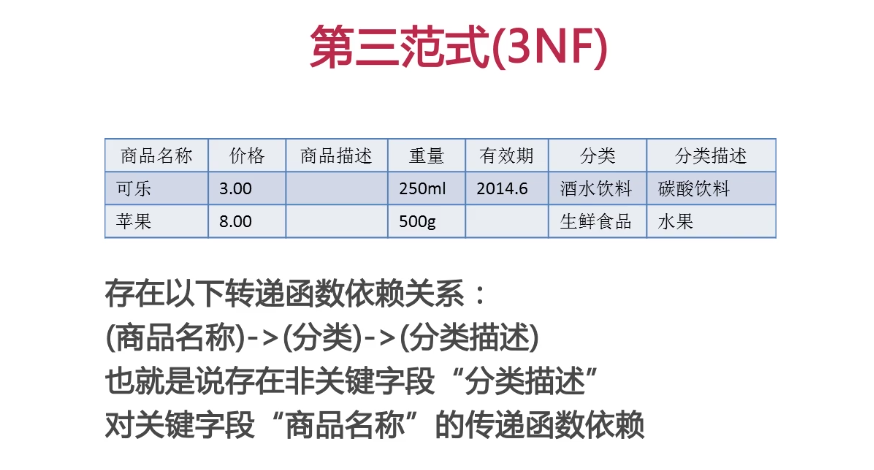 第三范式(3NF)
商品名称 价格 商品描述 重量 有效期 分类 分类描述
可乐 3.00 250ml 2014.6 酒水饮料 碳酸饮料
苹果 8.00 500g 生鲜食品 水果
存在以下转递函数依赖关系：
(商品名称)->(分类)->(分类描述)
也就是说存在非关键字段“分类描述”
对关键字段“商品名称”的传递函数依赖